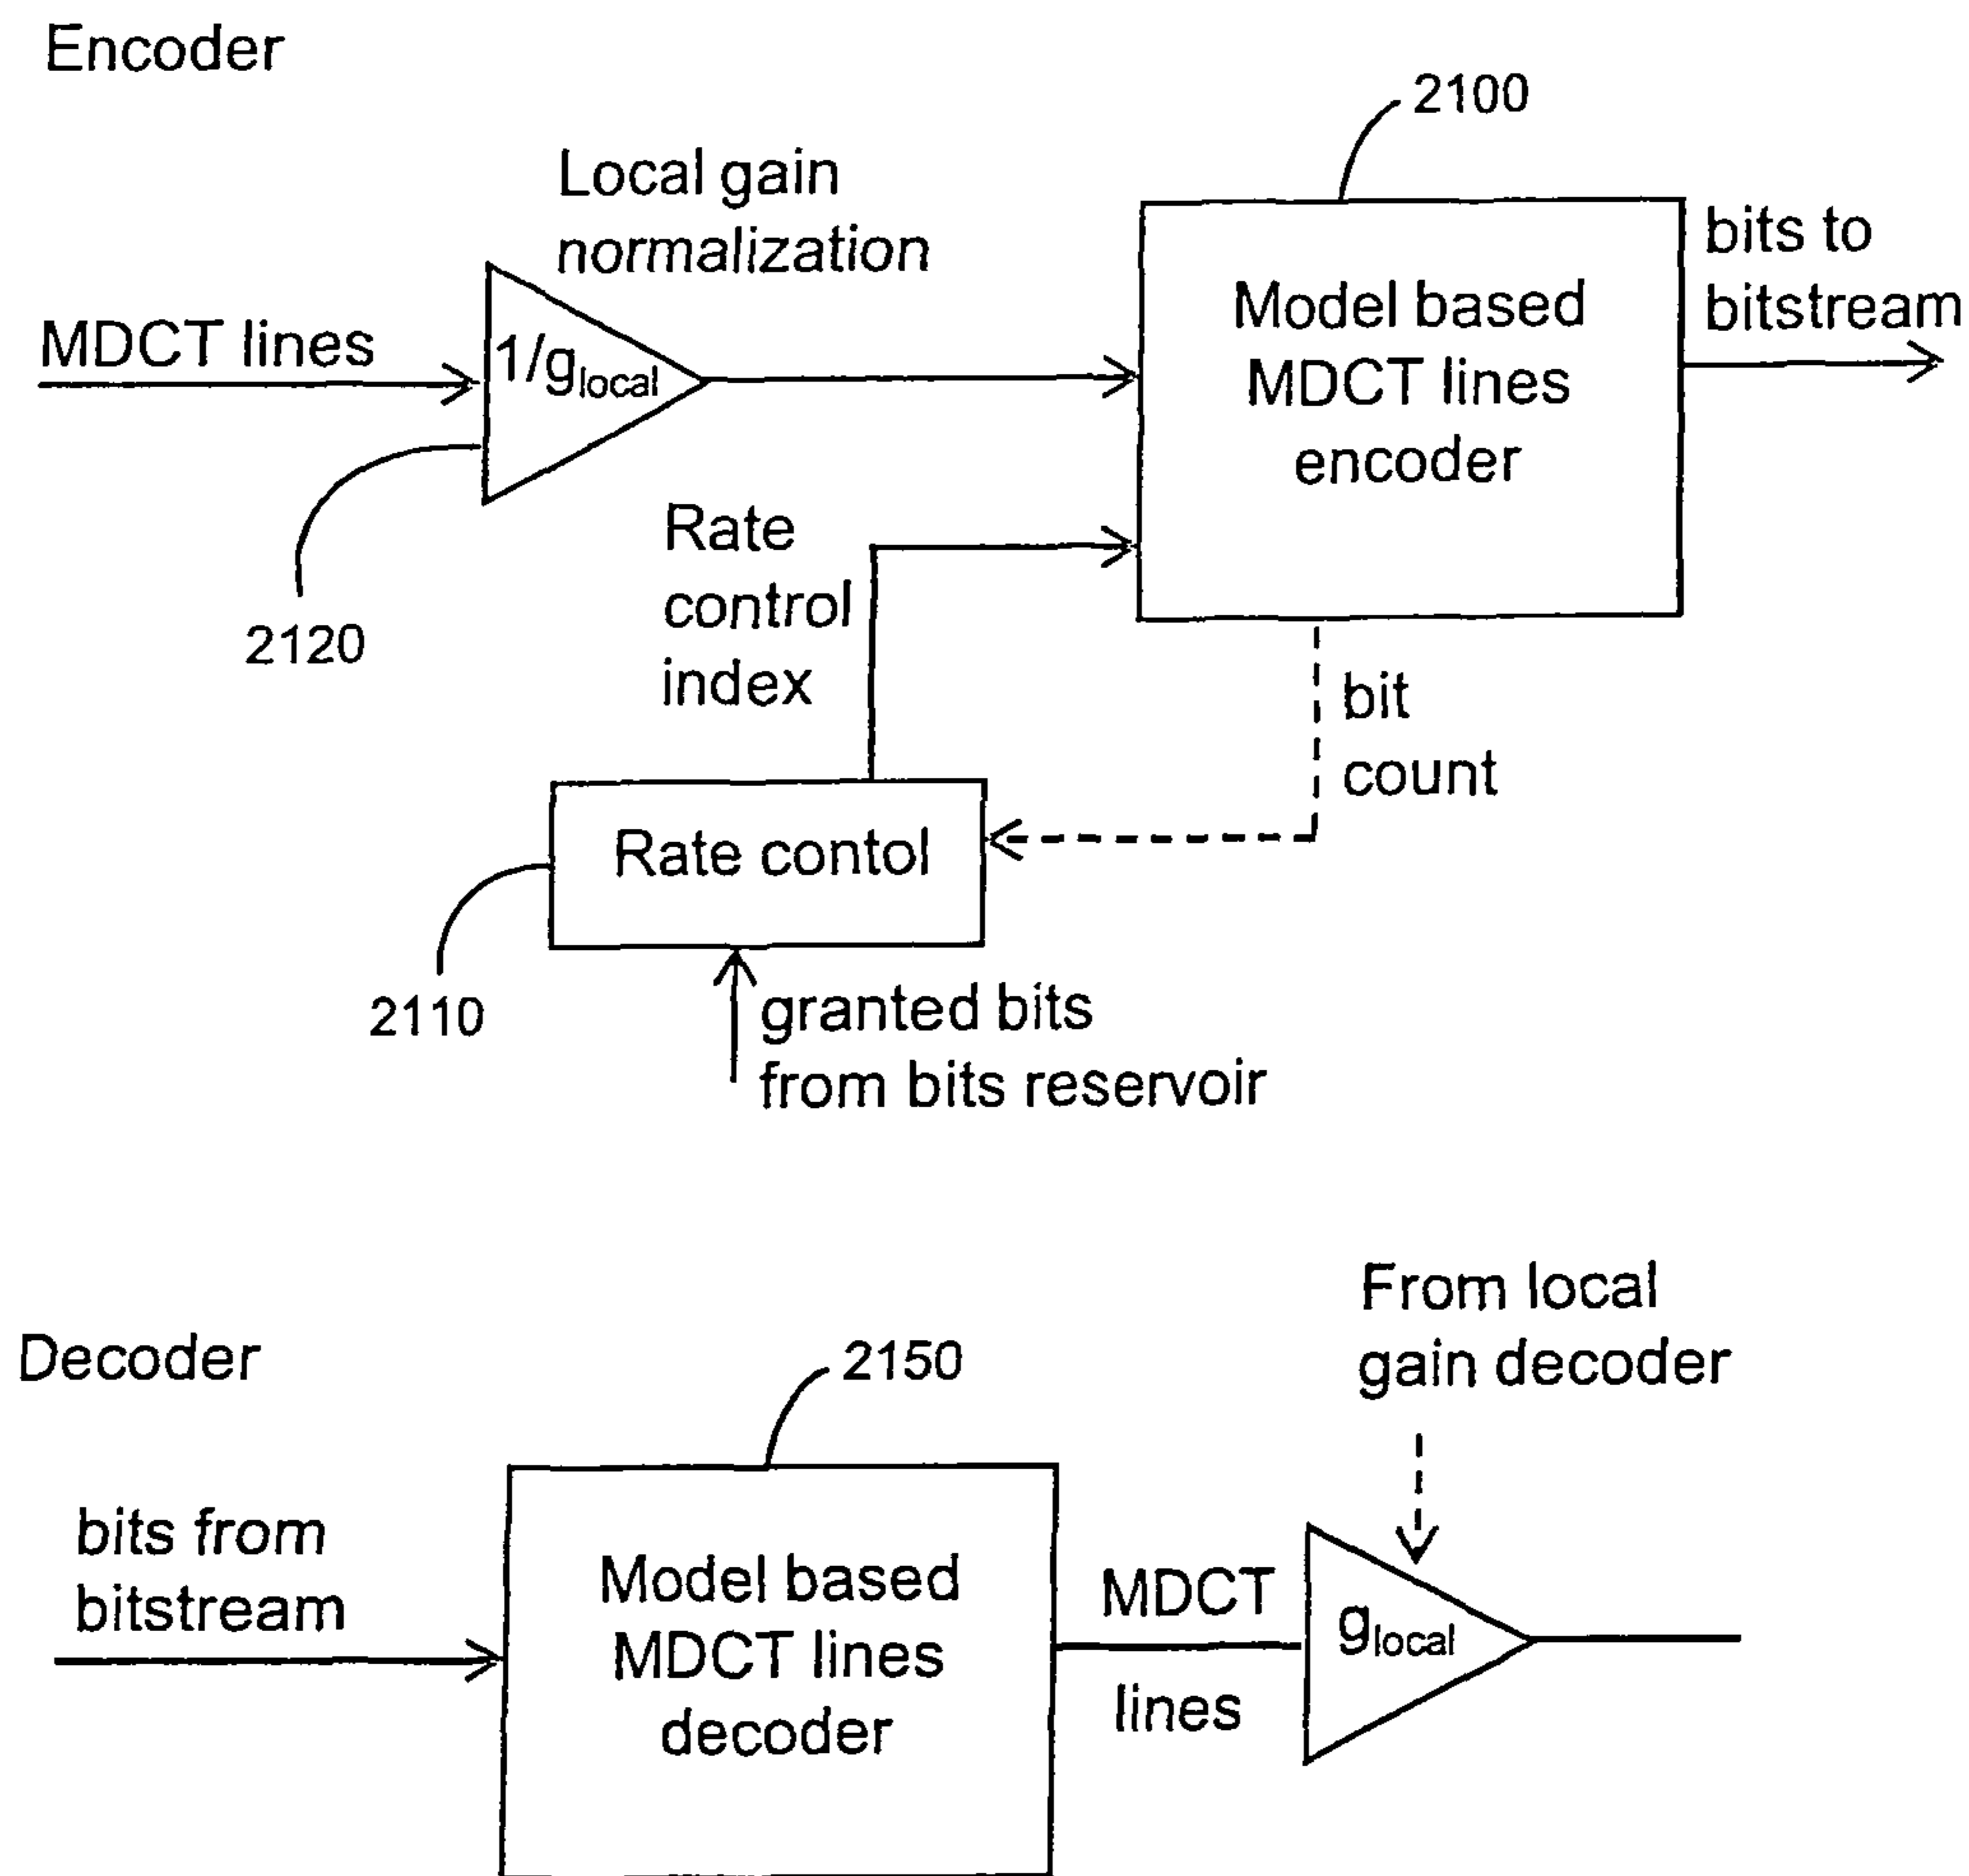 Encoder
2100
Local gain
normalization
bits to
bitstream
MDCT lines
1/glocal
Model based
MDCT lines
encoder
2120
Rate
control
index
bit
count
Rate contol
2110
granted bits
from bits reservoir
From local
gain decoder
Decoder
2150
bits from
bitstream
Model based
MDCT lines
decoder
MDCT
lines
glocal